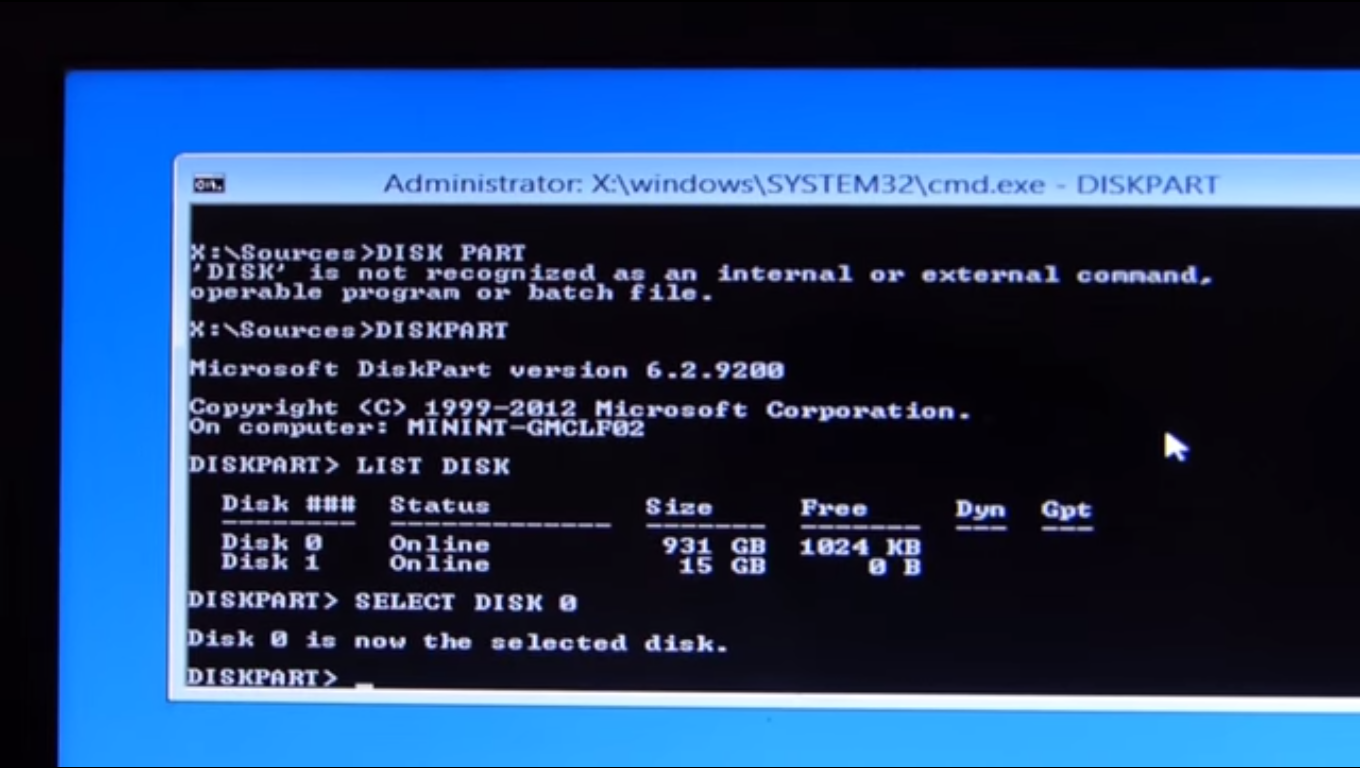 Administrator: X:\windows\SYSTEM32\cmd.exe - DISKPART
X:\Sources>DISK PART
'DISK' is not recognized as an internal or external command,
operable program or batch file.
X:\Sources>DISKPART
Microsoft DiskPart version 6.2.9200
Copyright (C) 1999-2012 Microsoft Corporation.
On computer: MININT-GMCLF02
DISKPART> LIST DISK
Disk ### Status Size Free Dyn Gpt
-------- ------------- ------- ------- --- ---
Disk 0 Online 931 GB 1024 KB
Disk 1 Online 15 GB 0 B
DISKPART> SELECT DISK 0
Disk 0 is now the selected disk.
DISKPART> _